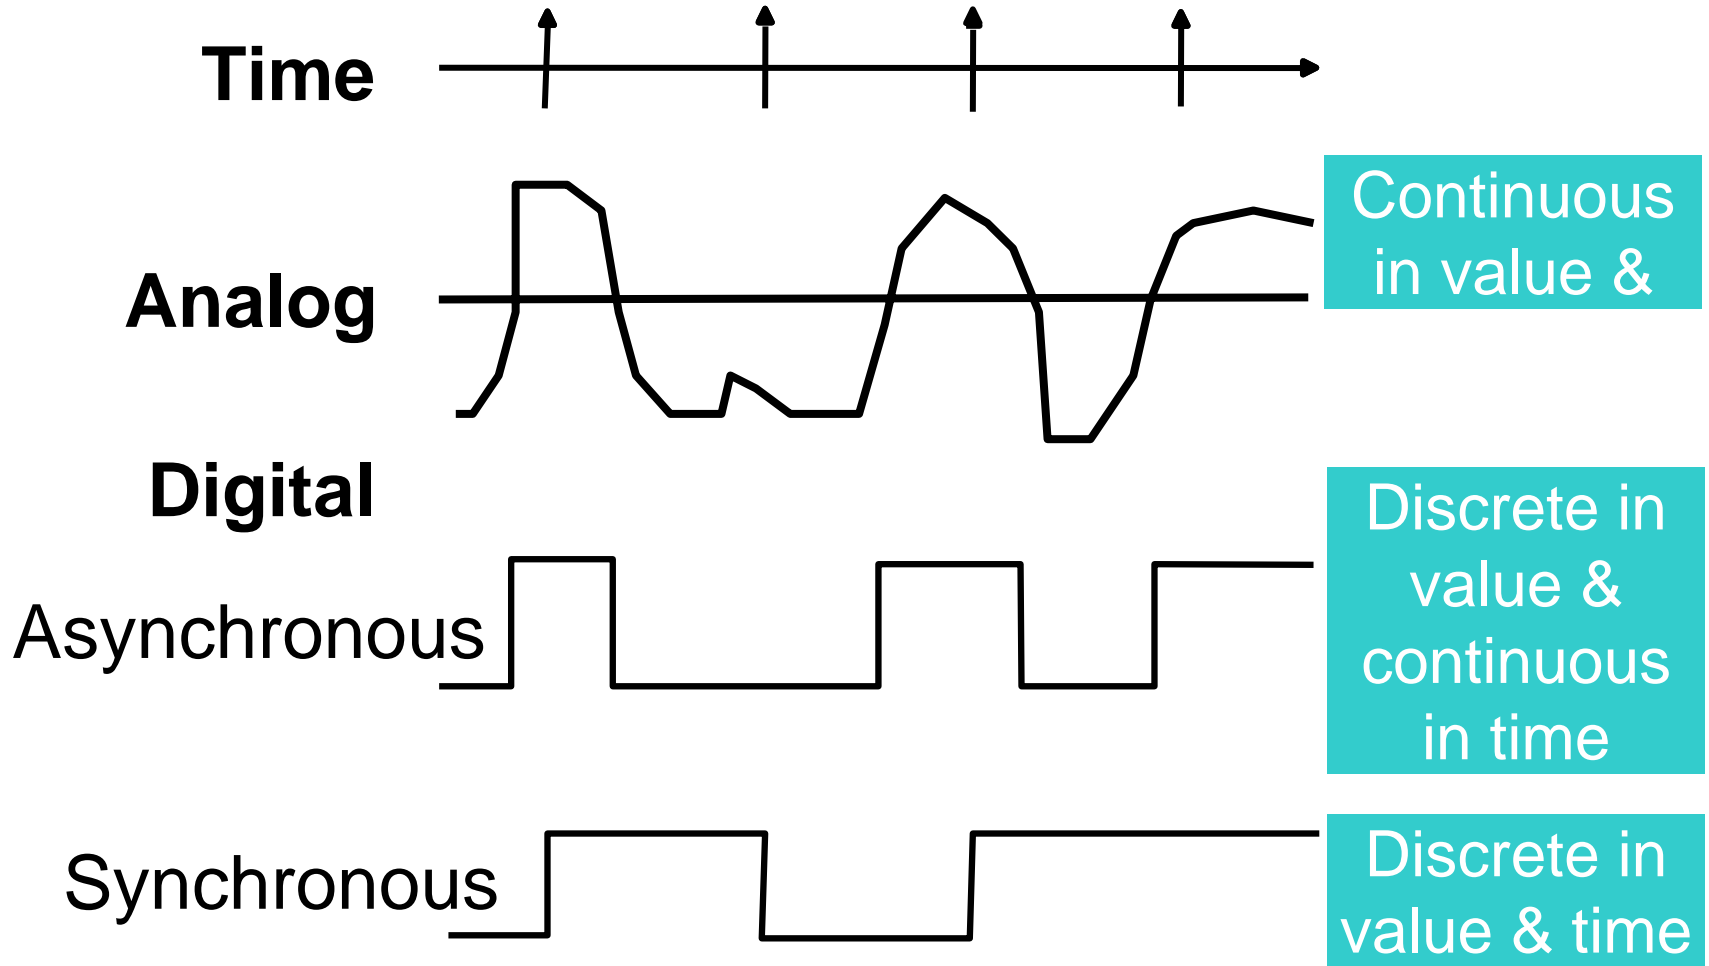 Time
Analog
Continuous
in value &
Digital
Asynchronous
Discrete in
value &
continuous
in time
Synchronous
Discrete in
value & time